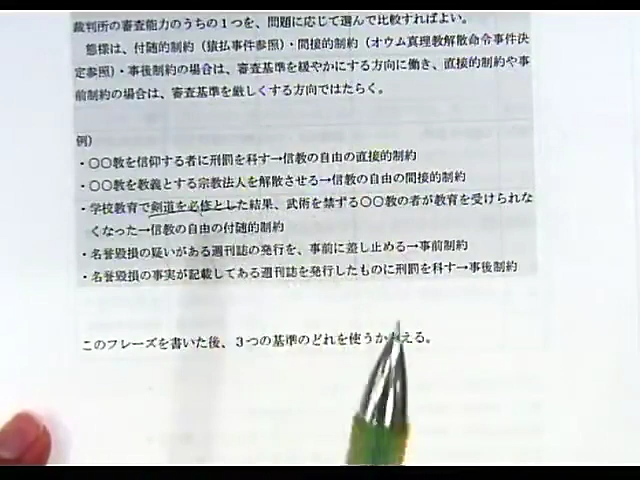 裁判所の審査能力のうちの1つを、問題に応じて選んで比較すればよい。
態様は、付随的制約（猿払事件参照）・間接的制約（オウム真理教解散命令事件決
定参照）・事後制約の場合は、審査基準を緩やかにする方向に働き、直接的制約や事
前制約の場合は、審査基準を厳しくする方向ではたらく。
例）
・〇〇教を信仰する者に刑罰を科す→信教の自由の直接的制約
・〇〇教を教義とする宗教法人を解散させる→信教の自由の間接的制約
・学校教育で剣道を必修とした結果、武術を禁ずる〇〇教の者が教育を受けられな
くなった→信教の自由の付随的制約
・名誉毀損の疑いがある週刊誌の発行を、事前に差し止める→事前制約
・名誉毀損の事実が記載してある週刊誌を発行したものに刑罰を科す→事後制約
このフレーズを書いた後、3つの基準のどれを使うか考える。